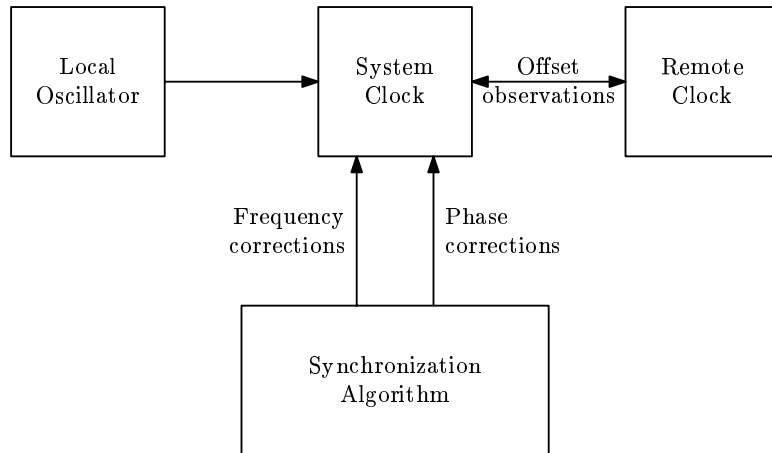 Local
Oscillator
System
Clock
Offset
observations
Remote
Clock
Frequency
corrections
Phase
corrections
Synchronization
Algorithm